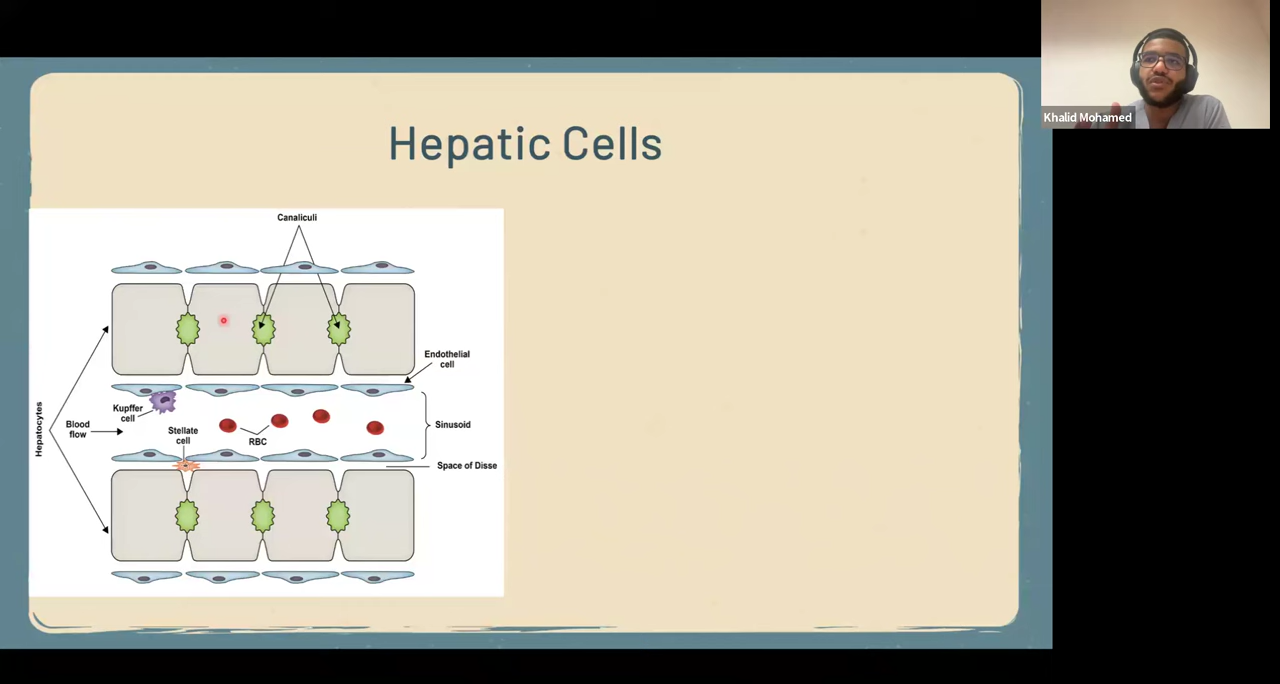 Khalid Mohamed
Hepatic Cells
Canaliculi
Endothelial
cell
Kupffer
cell
Blood
flow
Stellate
cell
RBC
Sinusoid
Space of Disse
Hepatocytes